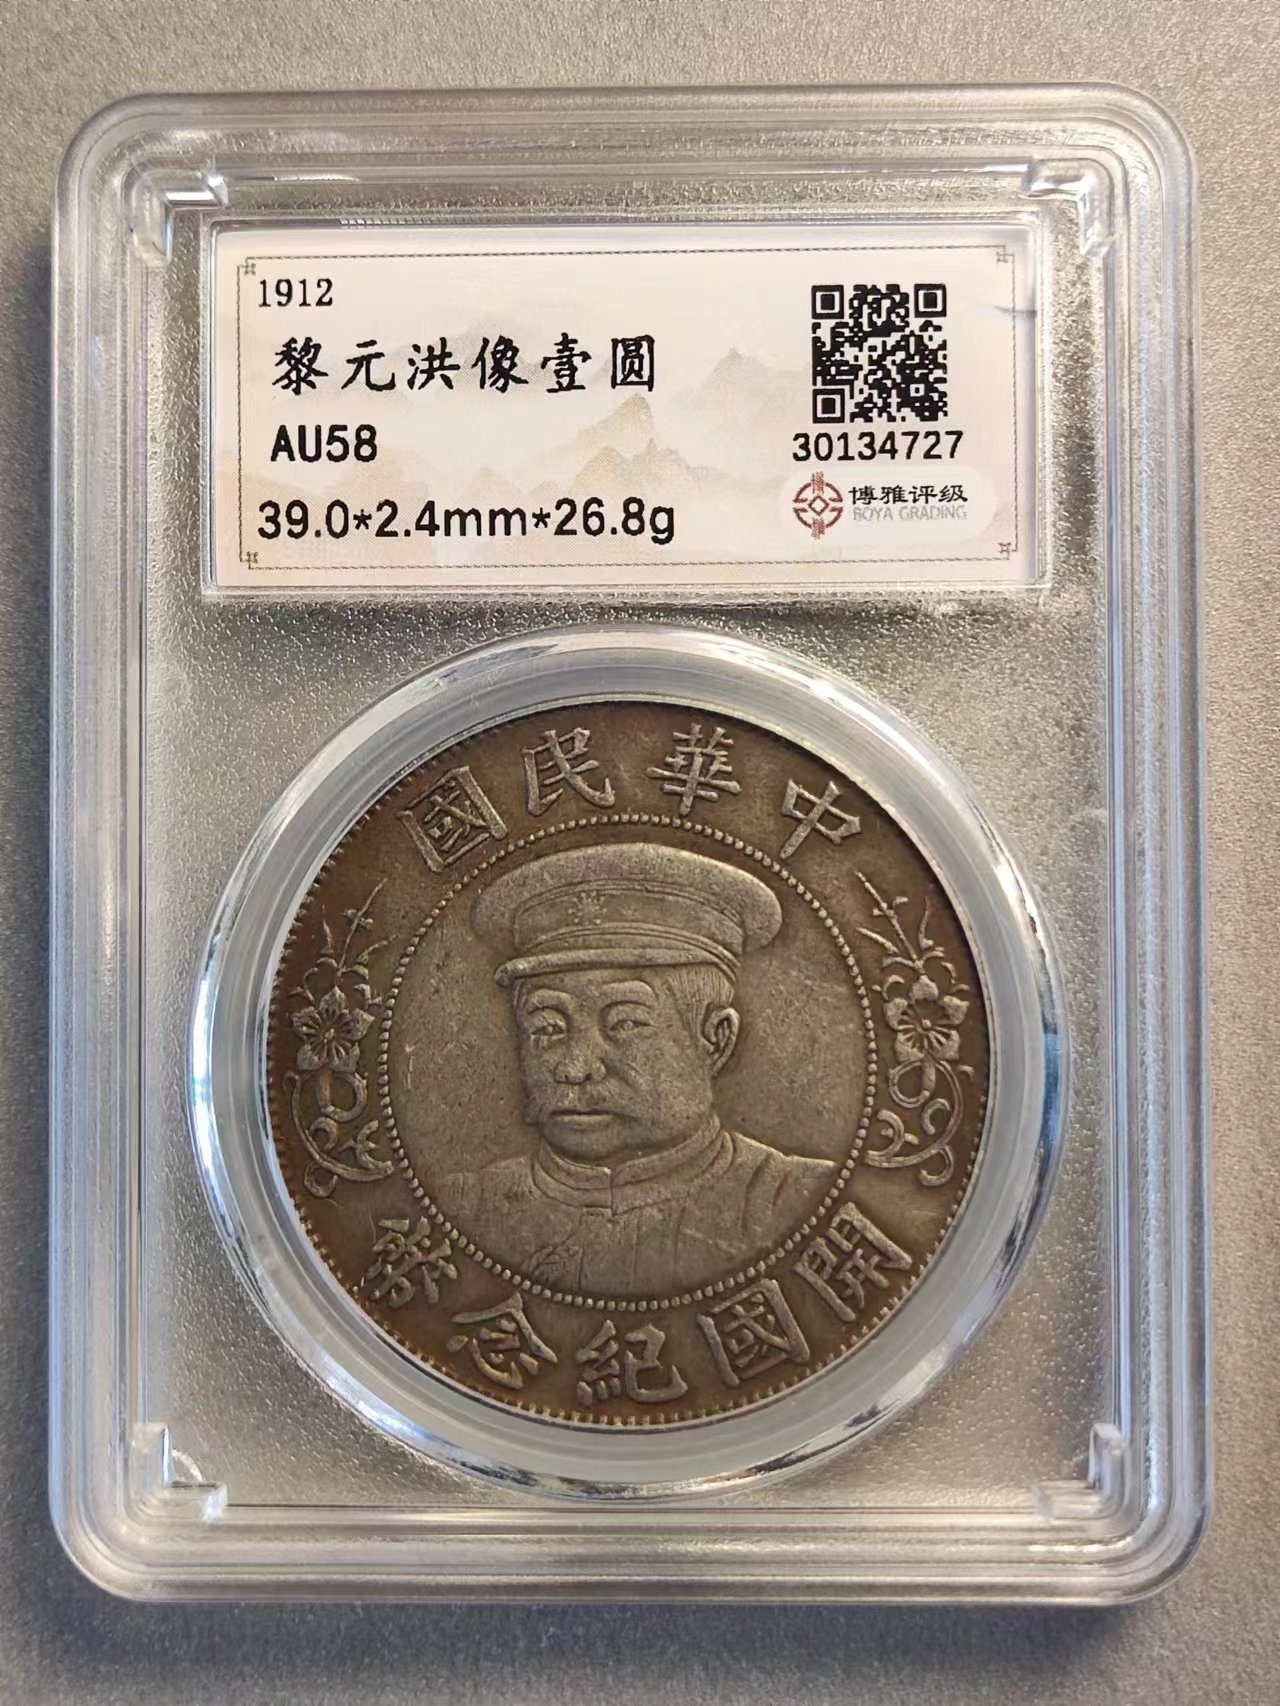 1912
黎元洪像壹圆
AU58
39.0*2.4mm*26.8g
30134727
博雅评级
BOYA GRADING
中華民國
開國紀念幣